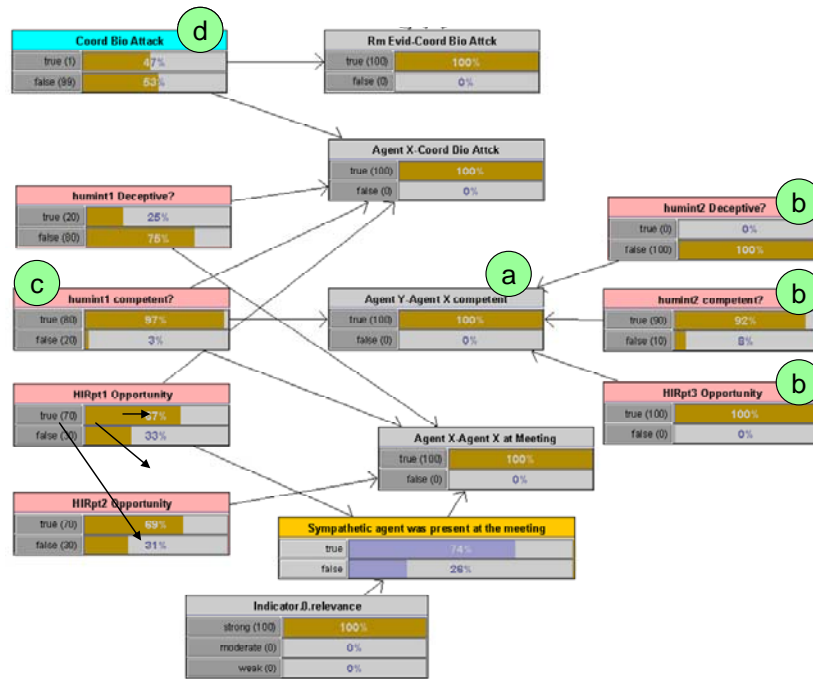 Coord Bio Attack
d
true (1) 47%
false (99) 53%
Rm Evid-Coord Bio Attck
true (100) 100%
false (0) 0%
Agent X-Coord Dio Attck
true (100) 100%
false (0) 0%
humint1 Deceptive?
true (20) 25%
false (80) 75%
humint2 Deceptive?
b
true (0) 0%
false (100) 100%
c
humint1 competent?
true (80) 97%
false (20) 3%
a
Agent Y-Agent X competent
true (100) 100%
false (0) 0%
b
humint2 competent?
true (90) 92%
false (10) 8%
HIRpt1 Opportunity
true (70) 67%
false (30) 33%
b
HIRpt3 Opportunity
true (100) 100%
false (0) 0%
Agent X-Agent X at Meeting
true (100) 100%
false (0) 0%
HIRpt2 Opportunity
true (70) 69%
false (30) 31%
Sympathetic agent was present at the meeting
true 74%
false 26%
Indicator.0.relevance
strong (100) 100%
moderate (0) 0%
weak (0) 0%